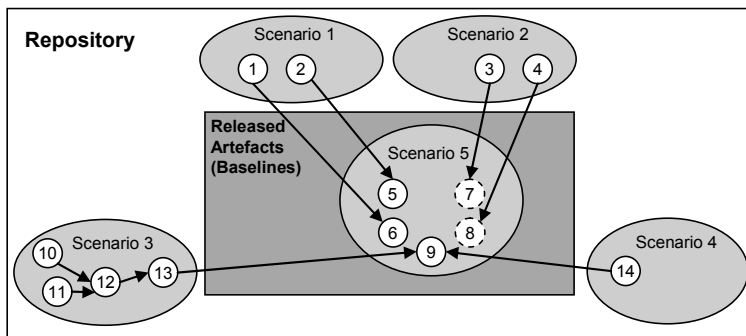 Repository
Scenario 1
1
2
Scenario 2
3
4
Released
Artefacts
(Baselines)
Scenario 5
5
7
6
8
9
Scenario 3
10
11
12
13
Scenario 4
14